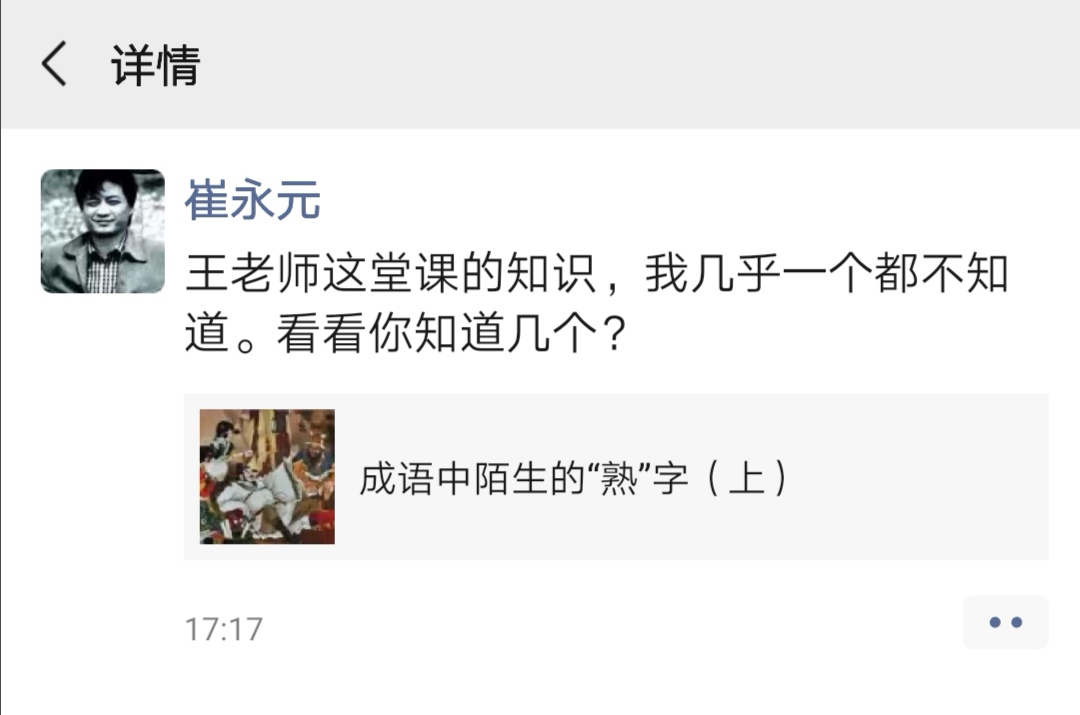 详情
崔永元
王老师这堂课的知识，我几乎一个都不知
道。看看你知道几个？
成语中陌生的“熟”字（上）
17:17